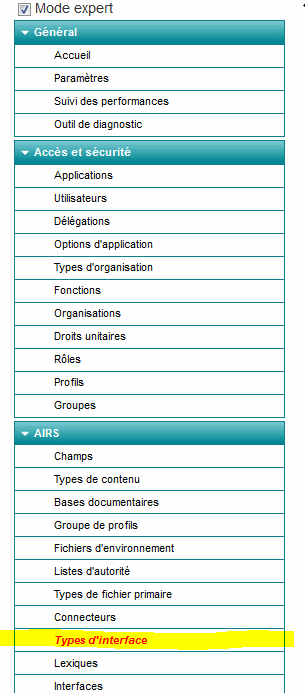 Mode expert
Général
Accueil
Paramètres
Suivi des performances
Outil de diagnostic
Accès et sécurité
Applications
Utilisateurs
Délégations
Options d'application
Types d'organisation
Fonctions
Organisations
Droits unitaires
Rôles
Profils
Groupes
AIRS
Champs
Types de contenu
Bases documentaires
Groupe de profils
Fichiers d'environnement
Listes d'autorité
Types de fichier primaire
Connecteurs
Types d'interface
Lexiques
Interfaces